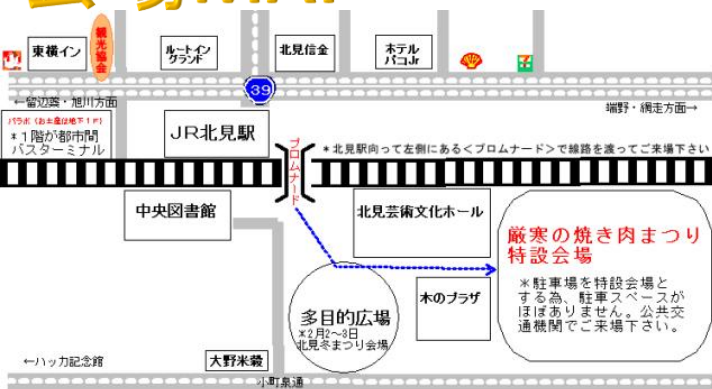 会場MAP
東横イン
観光協会
ルートイン
グランド
北見信金
ホテル
パコJr
39
←留辺蘂・旭川方面
端野・網走方面→
パラボ(お土産は地下1F)
*1階が都市間
バスターミナル
JR北見駅
プロムナード
*北見駅向って左側にある<プロムナード>で線路を渡ってご来場下さい
中央図書館
北見芸術文化ホール
厳寒の焼き肉まつり
特設会場
*駐車場を特設会場と
する為、駐車スペースが
ほぼありません。公共交
通機関でご来場下さい。
木のプラザ
多目的広場
*2月2~3日
北見冬まつり会場
←ハッカ記念館
大野米穀
小町泉通